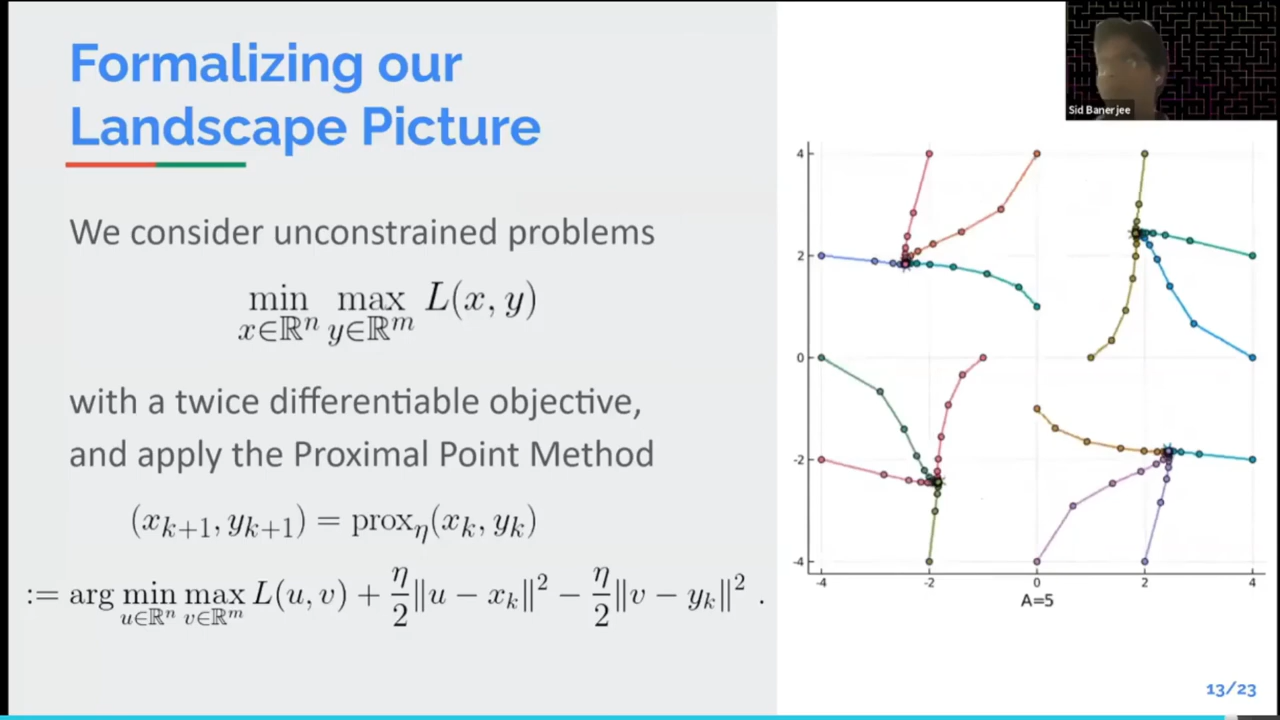 Formalizing our
Landscape Picture
We consider unconstrained problems
min max L(x, y)
x∈ℝⁿ y∈ℝᵐ
with a twice differentiable objective,
and apply the Proximal Point Method
(xₖ₊₁, yₖ₊₁) = prox_η(xₖ, yₖ)
:= arg min max L(u, v) + η/2 ‖u − xₖ‖² − η/2 ‖v − yₖ‖² .
u∈ℝⁿ v∈ℝᵐ
Sid Banerjee
4
2
0
-2
-4
-4 -2 0 2 4
A=5
13/23